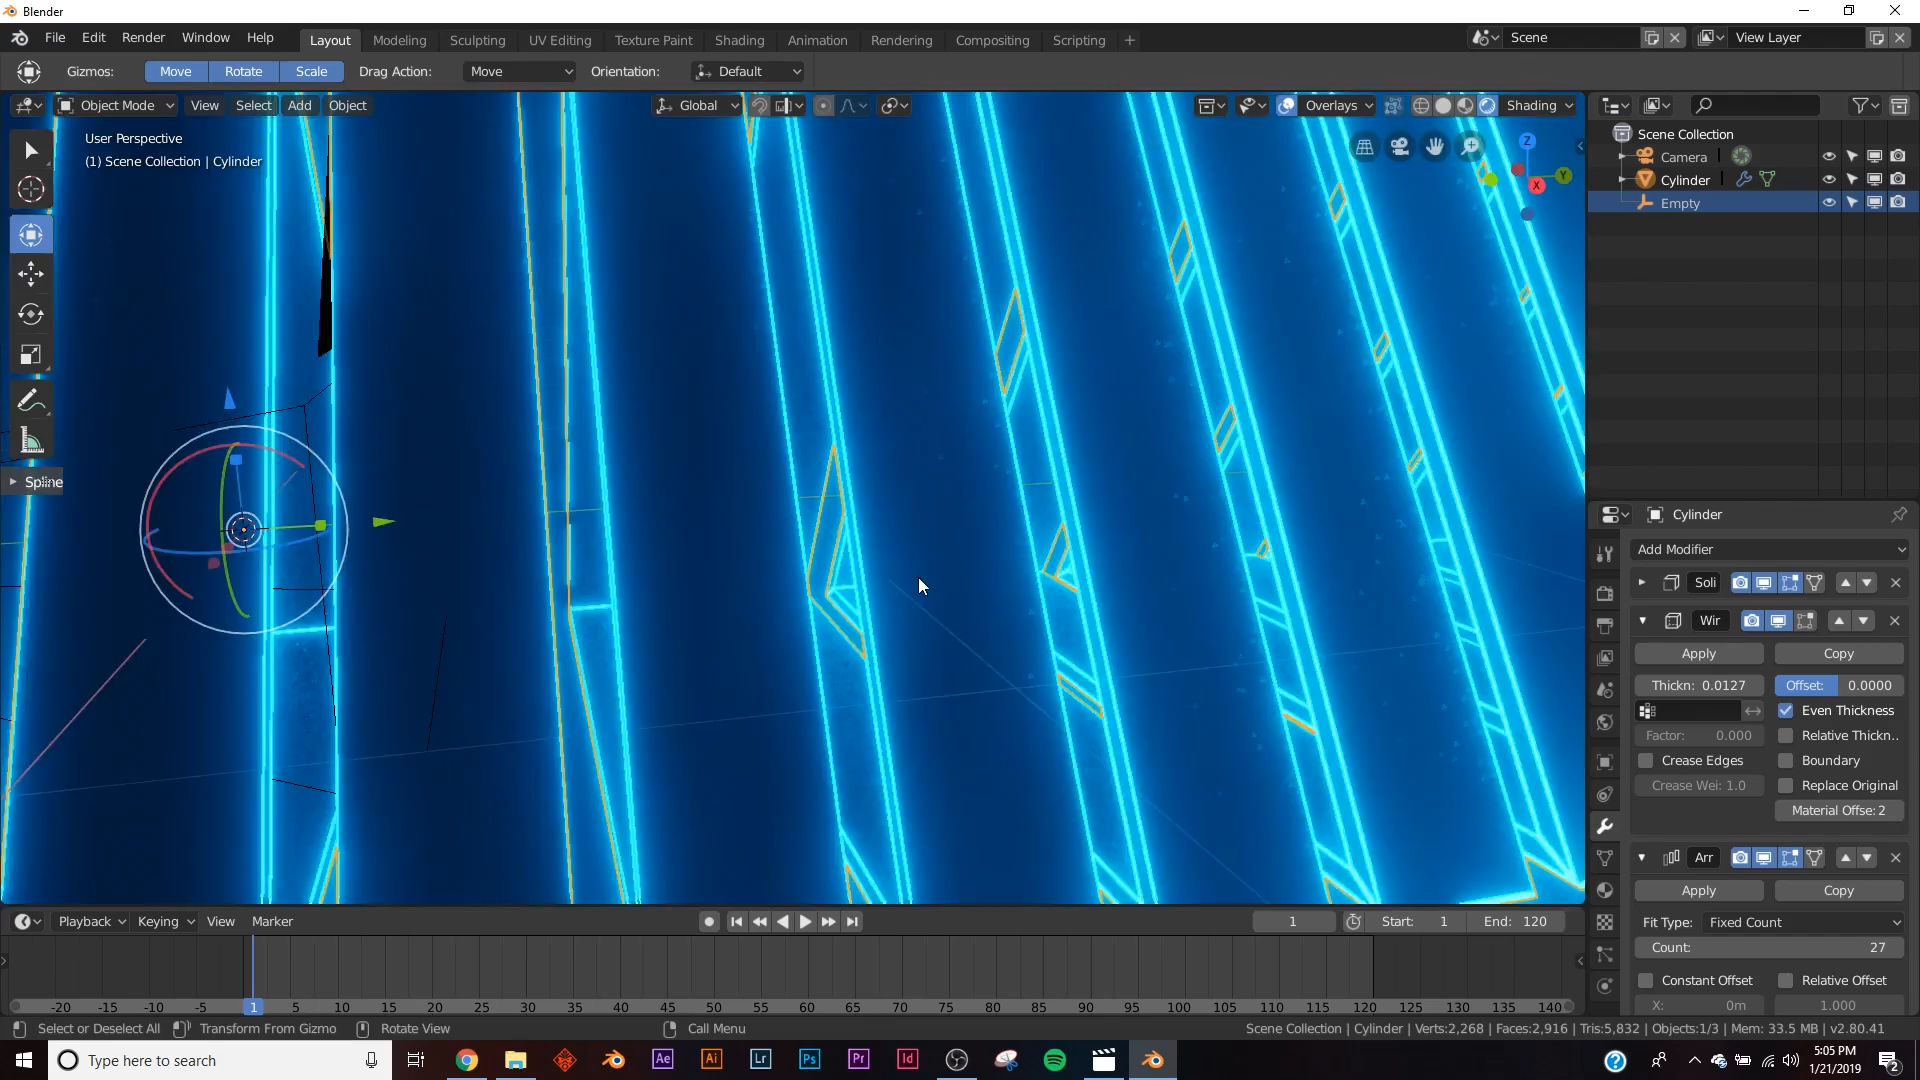 Blender
File Edit Render Window Help Layout Modeling Sculpting UV Editing Texture Paint Shading Animation Rendering Compositing Scripting + Scene View Layer
Gizmos: Move Rotate Scale Drag Action: Move Orientation: Default
Object Mode View Select Add Object Global Overlays Shading
User Perspective
(1) Scene Collection | Cylinder
Z
Y
X
Spline
Scene Collection
Camera
Cylinder
Empty
Cylinder
Add Modifier
Soli
Wir
Apply Copy
Thickn: 0.0127 Offset: 0.0000
Even Thickness
Factor: 0.000 Relative Thickn..
Crease Edges Boundary
Crease Wei: 1.0 Replace Original
Material Offse: 2
Arr
Apply Copy
Fit Type: Fixed Count
Count: 27
Constant Offset Relative Offset
X: 0m 1.000
Playback Keying View Marker 1 Start: 1 End: 120
-20 -15 -10 -5 1 5 10 15 20 25 30 35 40 45 50 55 60 65 70 75 80 85 90 95 100 105 110 115 120 125 130 135 140
Select or Deselect All Transform From Gizmo Rotate View Call Menu Scene Collection | Cylinder | Verts:2,268 | Faces:2,916 | Tris:5,832 | Objects:1/3 | Mem: 33.5 MB | v2.80.41
Type here to search Ae Ai Lr Ps Pr Id
5:05 PM
1/21/2019
2